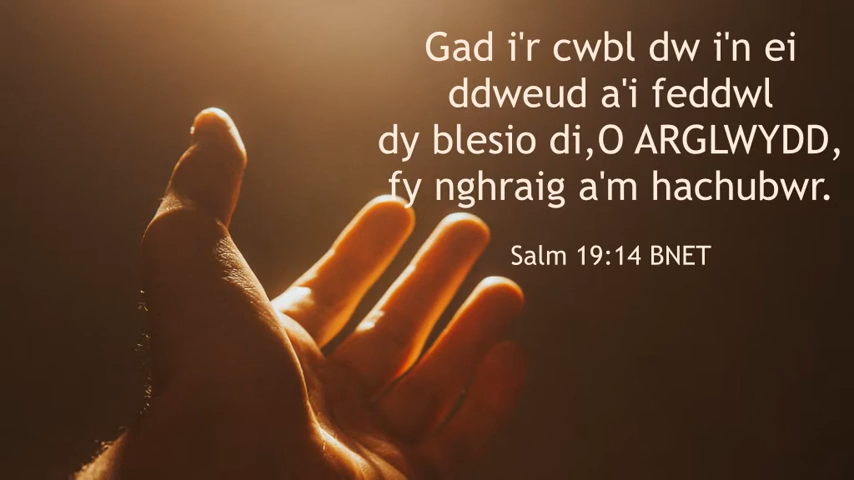 Gad i'r cwbl dw i'n ei
ddweud a'i feddwl
dy blesio di,O ARGLWYDD,
fy nghraig a'm hachubwr.
Salm 19:14 BNET